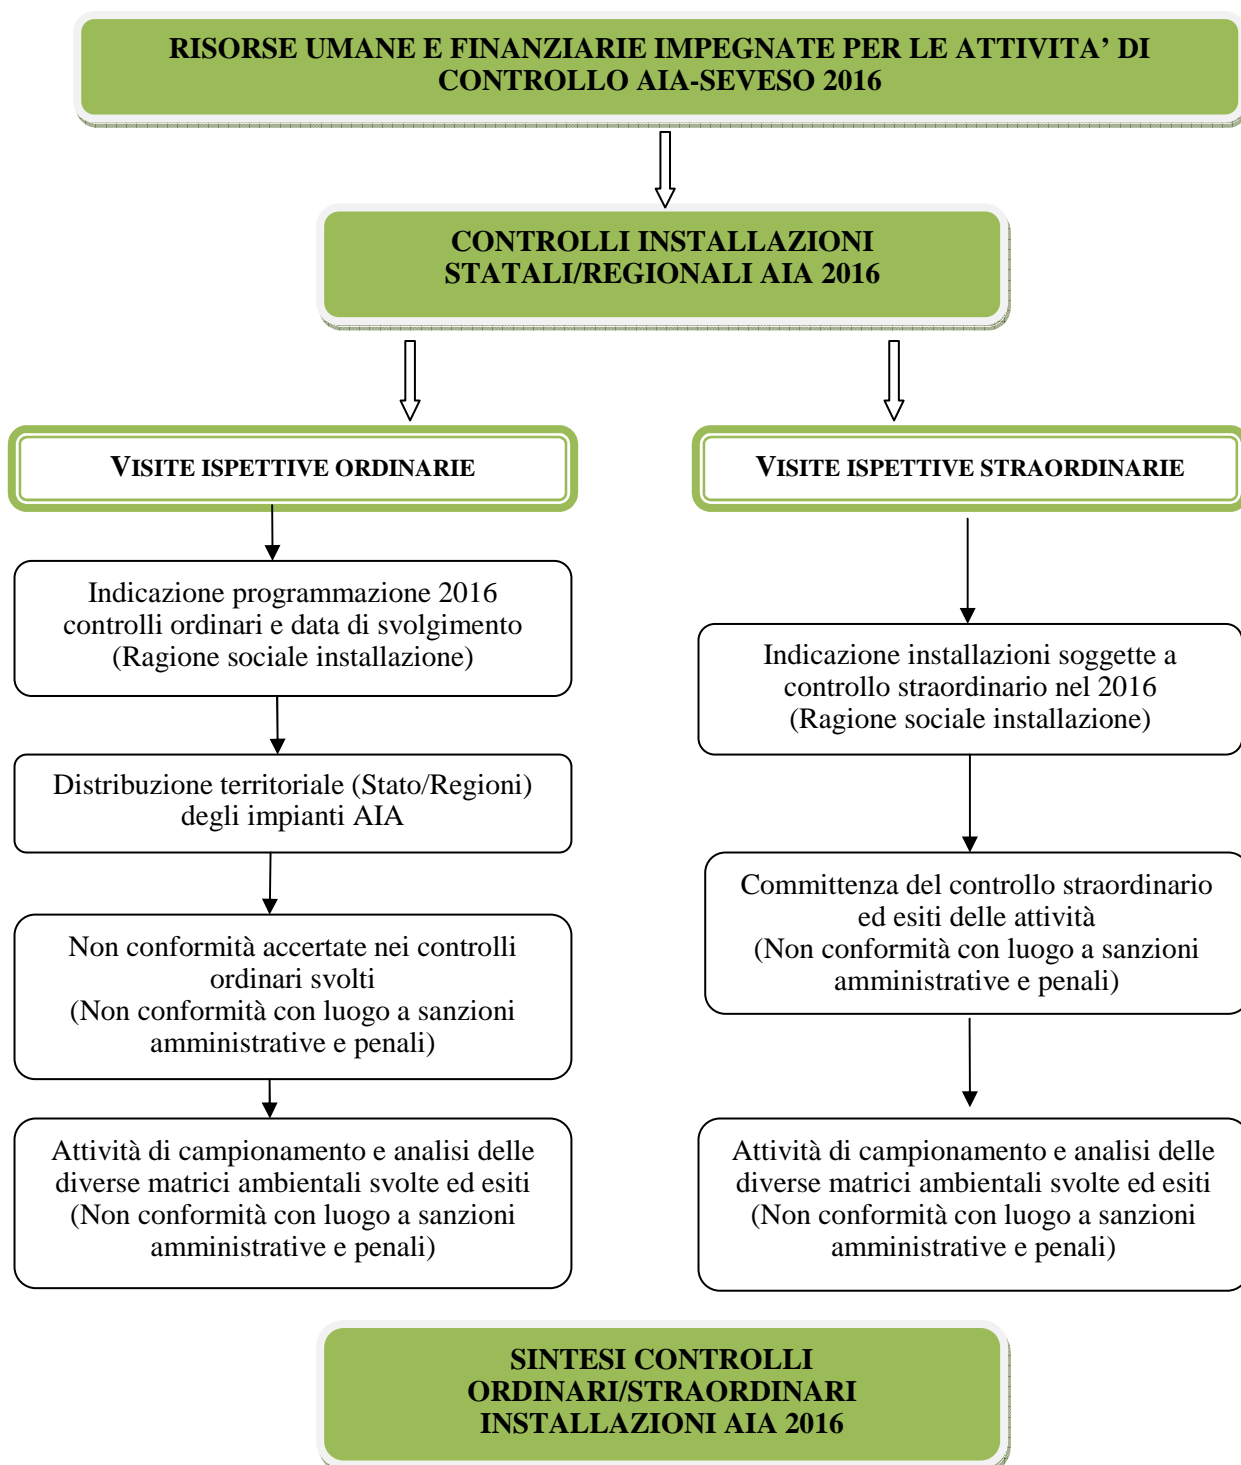 RISORSE UMANE E FINANZIARIE IMPEGNATE PER LE ATTIVITA’ DI
CONTROLLO AIA-SEVESO 2016
CONTROLLI INSTALLAZIONI
STATALI/REGIONALI AIA 2016
VISITE ISPETTIVE ORDINARIE
Indicazione programmazione 2016
controlli ordinari e data di svolgimento
(Ragione sociale installazione)
Distribuzione territoriale (Stato/Regioni)
degli impianti AIA
Non conformità accertate nei controlli
ordinari svolti
(Non conformità con luogo a sanzioni
amministrative e penali)
Attività di campionamento e analisi delle
diverse matrici ambientali svolte ed esiti
(Non conformità con luogo a sanzioni
amministrative e penali)
VISITE ISPETTIVE STRAORDINARIE
Indicazione installazioni soggette a
controllo straordinario nel 2016
(Ragione sociale installazione)
Committenza del controllo straordinario
ed esiti delle attività
(Non conformità con luogo a sanzioni
amministrative e penali)
Attività di campionamento e analisi delle
diverse matrici ambientali svolte ed esiti
(Non conformità con luogo a sanzioni
amministrative e penali)
SINTESI CONTROLLI
ORDINARI/STRAORDINARI
INSTALLAZIONI AIA 2016